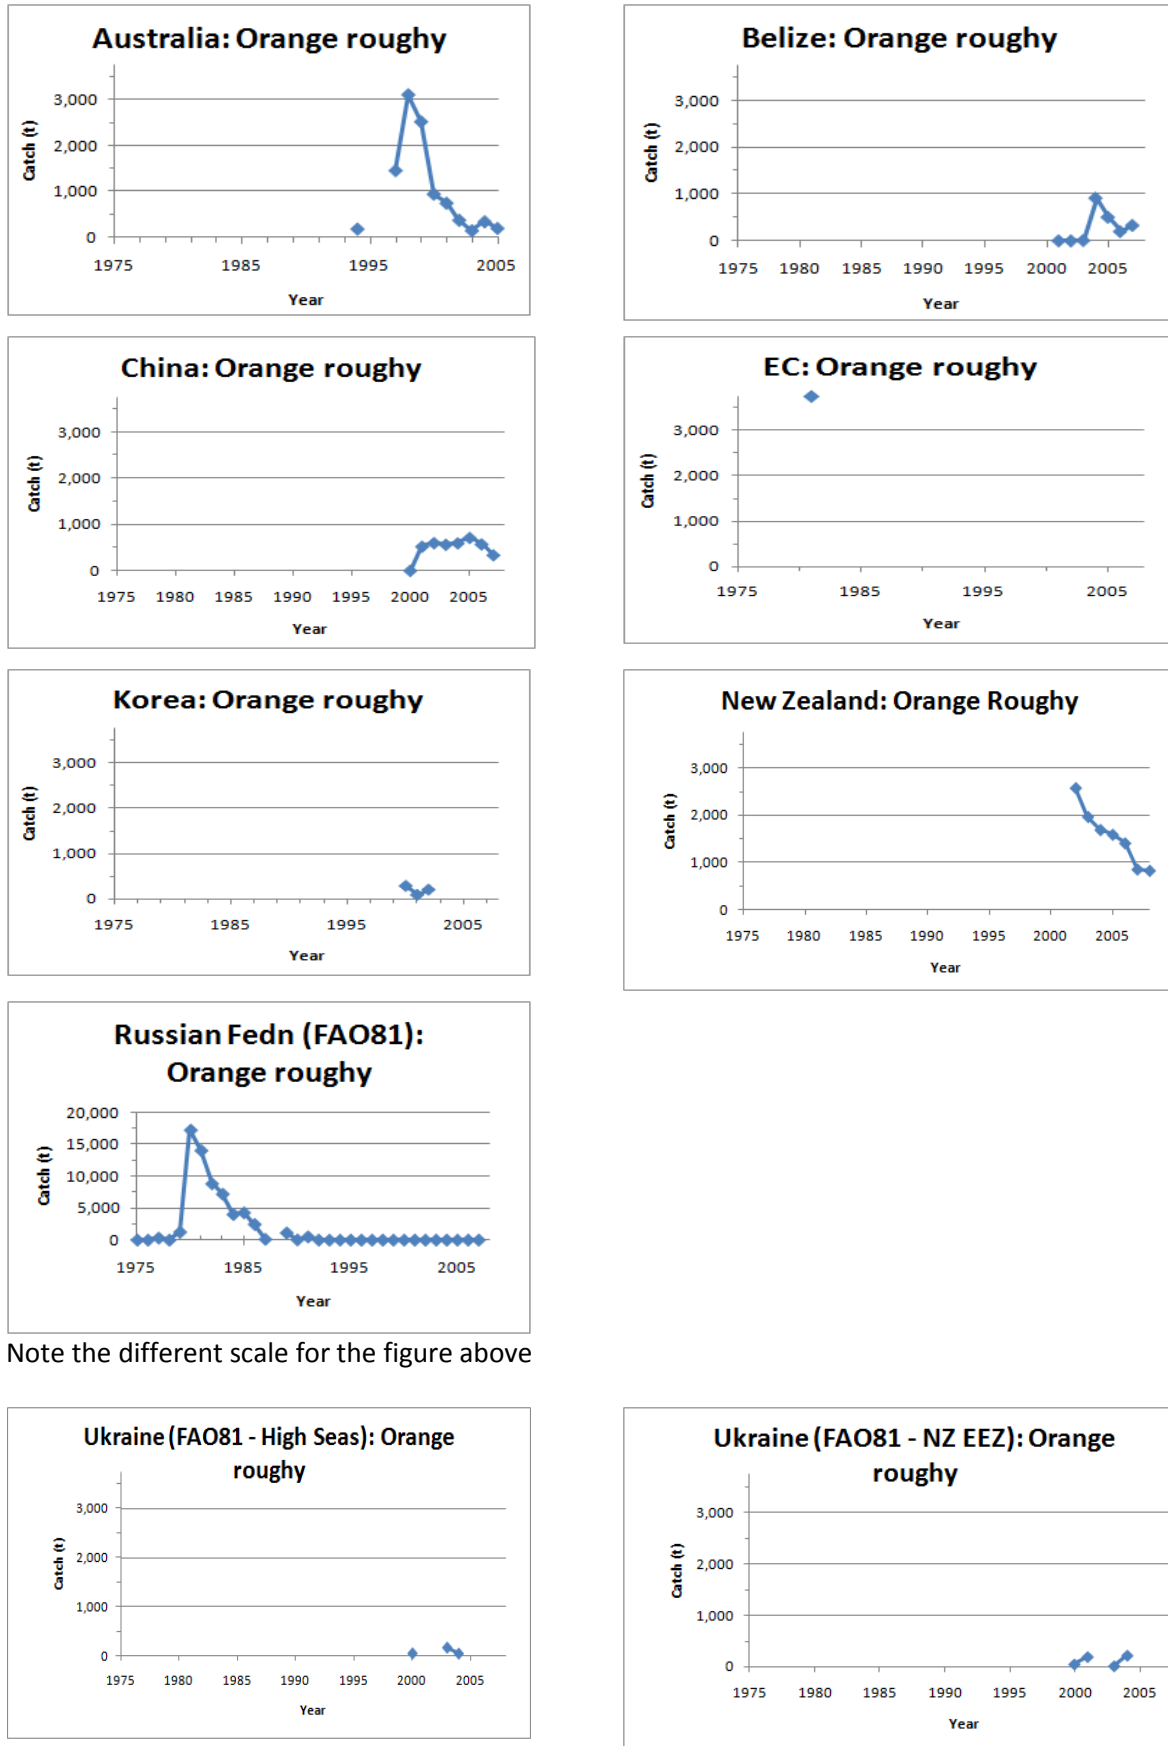 Australia: Orange roughy
Catch (t)
3,000
2,000
1,000
0
1975 1985 1995 2005
Year
Belize: Orange roughy
Catch (t)
3,000
2,000
1,000
0
1975 1980 1985 1990 1995 2000 2005
Year
China: Orange roughy
Catch (t)
3,000
2,000
1,000
0
1975 1980 1985 1990 1995 2000 2005
Year
EC: Orange roughy
Catch (t)
3,000
2,000
1,000
0
1975 1985 1995 2005
Year
Korea: Orange roughy
Catch (t)
3,000
2,000
1,000
0
1975 1985 1995 2005
Year
New Zealand: Orange Roughy
Catch (t)
3,000
2,000
1,000
0
1975 1980 1985 1990 1995 2000 2005
Year
Russian Fedn (FAO81):
Orange roughy
Catch (t)
20,000
15,000
10,000
5,000
0
1975 1985 1995 2005
Year
Note the different scale for the figure above
Ukraine (FAO81 - High Seas): Orange
roughy
Catch (t)
3,000
2,000
1,000
0
1975 1980 1985 1990 1995 2000 2005
Year
Ukraine (FAO81 - NZ EEZ): Orange
roughy
Catch (t)
3,000
2,000
1,000
0
1975 1980 1985 1990 1995 2000 2005
Year